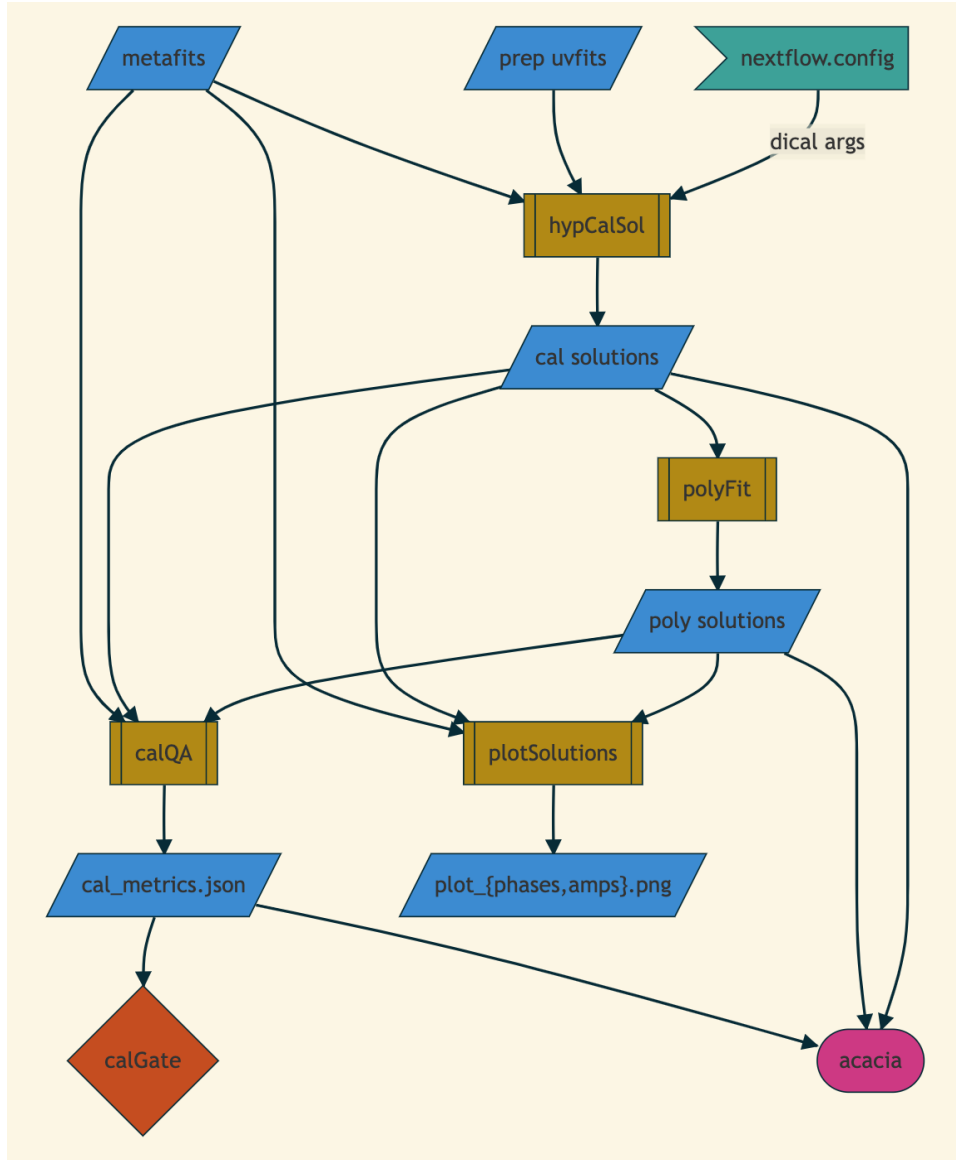 metafits
prep uvfits
nextflow.config
dical args
hypCalSol
cal solutions
polyFit
poly solutions
calQA
plotSolutions
cal_metrics.json
plot_{phases,amps}.png
calGate
acacia